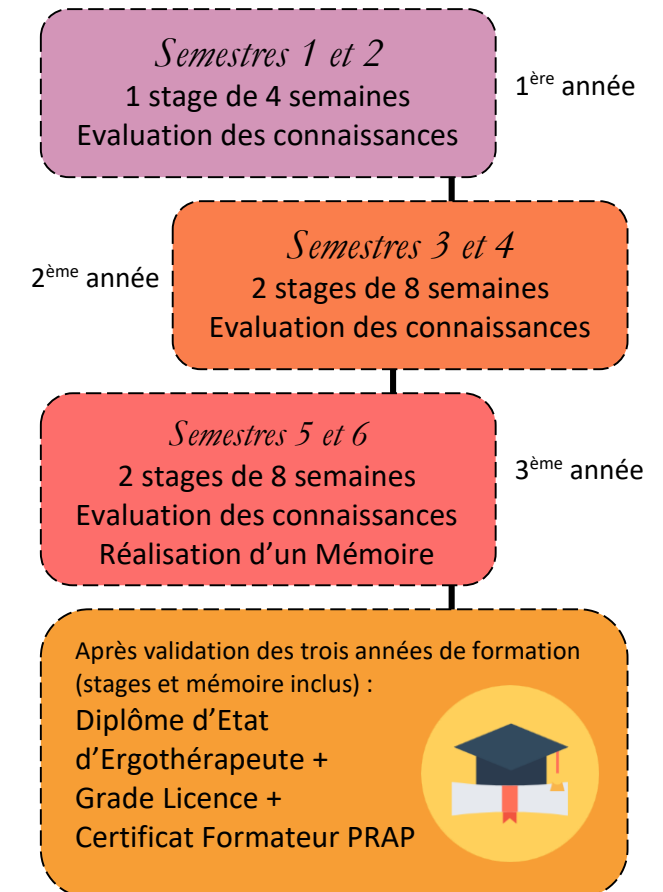 Semestres 1 et 2
1 stage de 4 semaines
Evaluation des connaissances
1ère année
Semestres 3 et 4
2 stages de 8 semaines
Evaluation des connaissances
2ème année
Semestres 5 et 6
2 stages de 8 semaines
Evaluation des connaissances
Réalisation d’un Mémoire
3ème année
Après validation des trois années de formation
(stages et mémoire inclus) :
Diplôme d’Etat
d’Ergothérapeute +
Grade Licence +
Certificat Formateur PRAP